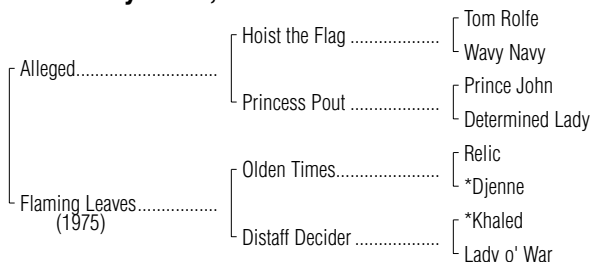 Tom Rolfe
Hoist the Flag ...................
Wavy Navy
Alleged.............................
Prince John
Princess Pout ...................
Determined Lady
Relic
Olden Times......................
*Djenne
Flaming Leaves.................
(1975)
*Khaled
Distaff Decider ..................
Lady o' War